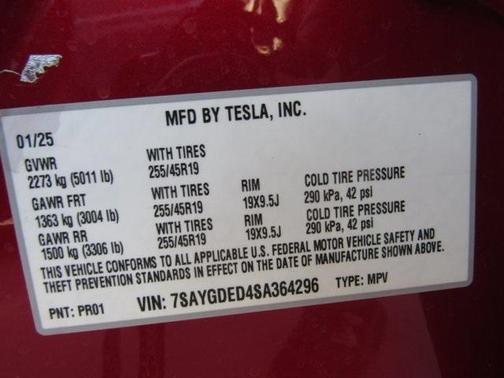 MFD BY TESLA, INC.
01/25
GVWR WITH TIRES
2273 kg (5011 lb) 255/45R19
GAWR FRT WITH TIRES RIM COLD TIRE PRESSURE
1363 kg (3004 lb) 255/45R19 19X9.5J 290 kPa, 42 psi
GAWR RR WITH TIRES RIM COLD TIRE PRESSURE
1500 kg (3306 lb) 255/45R19 19X9.5J 290 kPa, 42 psi
THIS VEHICLE CONFORMS TO ALL APPLICABLE U.S. FEDERAL MOTOR VEHICLE SAFETY AND
THEFT PREVENTION STANDARDS IN EFFECT ON THE DATE OF MANUFACTURE SHOWN ABOVE.
PNT: PR01 VIN: 7SAYGDED4SA364296 TYPE: MPV